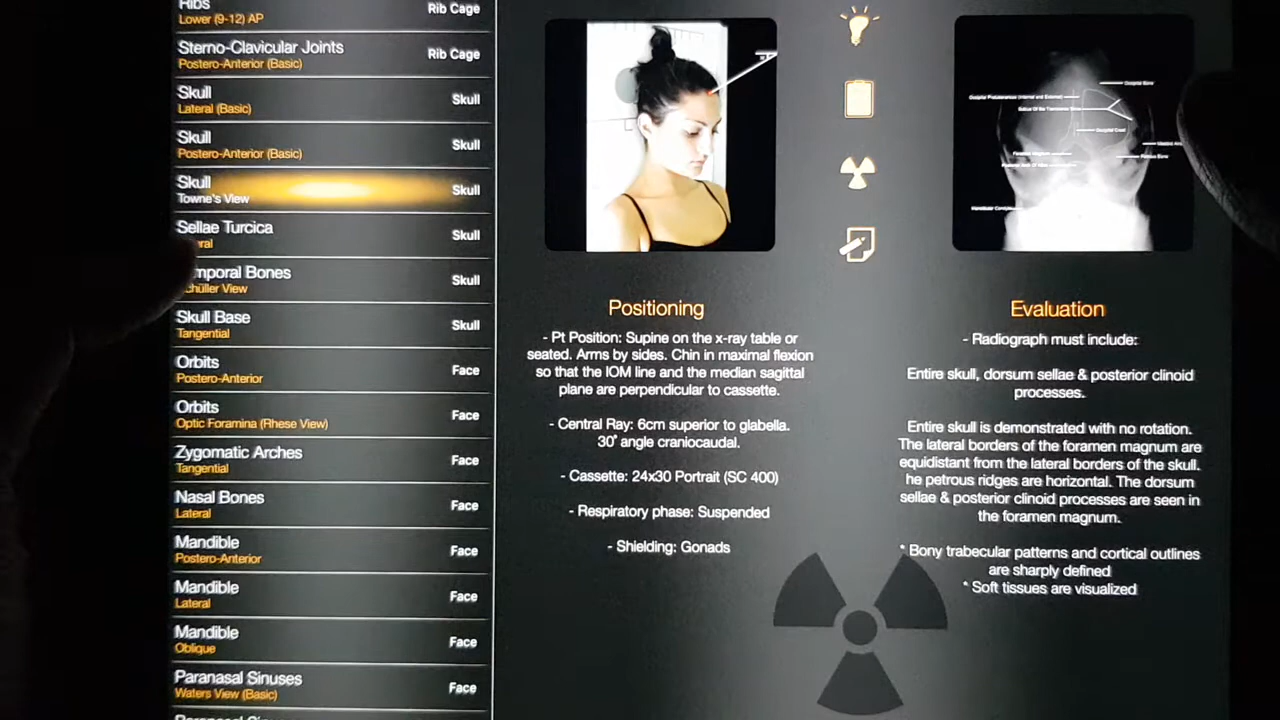 Ribs
Lower (9-12) AP
Rib Cage
Sterno-Clavicular Joints
Postero-Anterior (Basic)
Rib Cage
Skull
Lateral (Basic)
Skull
Skull
Postero-Anterior (Basic)
Skull
Skull
Towne's View
Skull
Sellae Turcica
Skull
Skull
Skull Base
Tangential
Skull
Orbits
Postero-Anterior
Face
Orbits
Optic Foramina (Rhese View)
Face
Zygomatic Arches
Tangential
Face
Nasal Bones
Lateral
Face
Mandible
Postero-Anterior
Face
Mandible
Lateral
Face
Mandible
Oblique
Face
Paranasal Sinuses
Waters View (Basic)
Face
Positioning
- Pt Position: Supine on the x-ray table or
seated. Arms by sides. Chin in maximal flexion
so that the IOM line and the median sagittal
plane are perpendicular to cassette.
- Central Ray: 6cm superior to glabella.
30° angle craniocaudal.
- Cassette: 24x30 Portrait (SC 400)
- Respiratory phase: Suspended
- Shielding: Gonads
Occipital Bone
Occipital Crest
Petrous Bone
Evaluation
- Radiograph must include:
Entire skull, dorsum sellae & posterior clinoid
processes.
Entire skull is demonstrated with no rotation.
The lateral borders of the foramen magnum are
equidistant from the lateral borders of the skull.
he petrous ridges are horizontal. The dorsum
sellae & posterior clinoid processes are seen in
the foramen magnum.
* Bony trabecular patterns and cortical outlines
are sharply defined
* Soft tissues are visualized